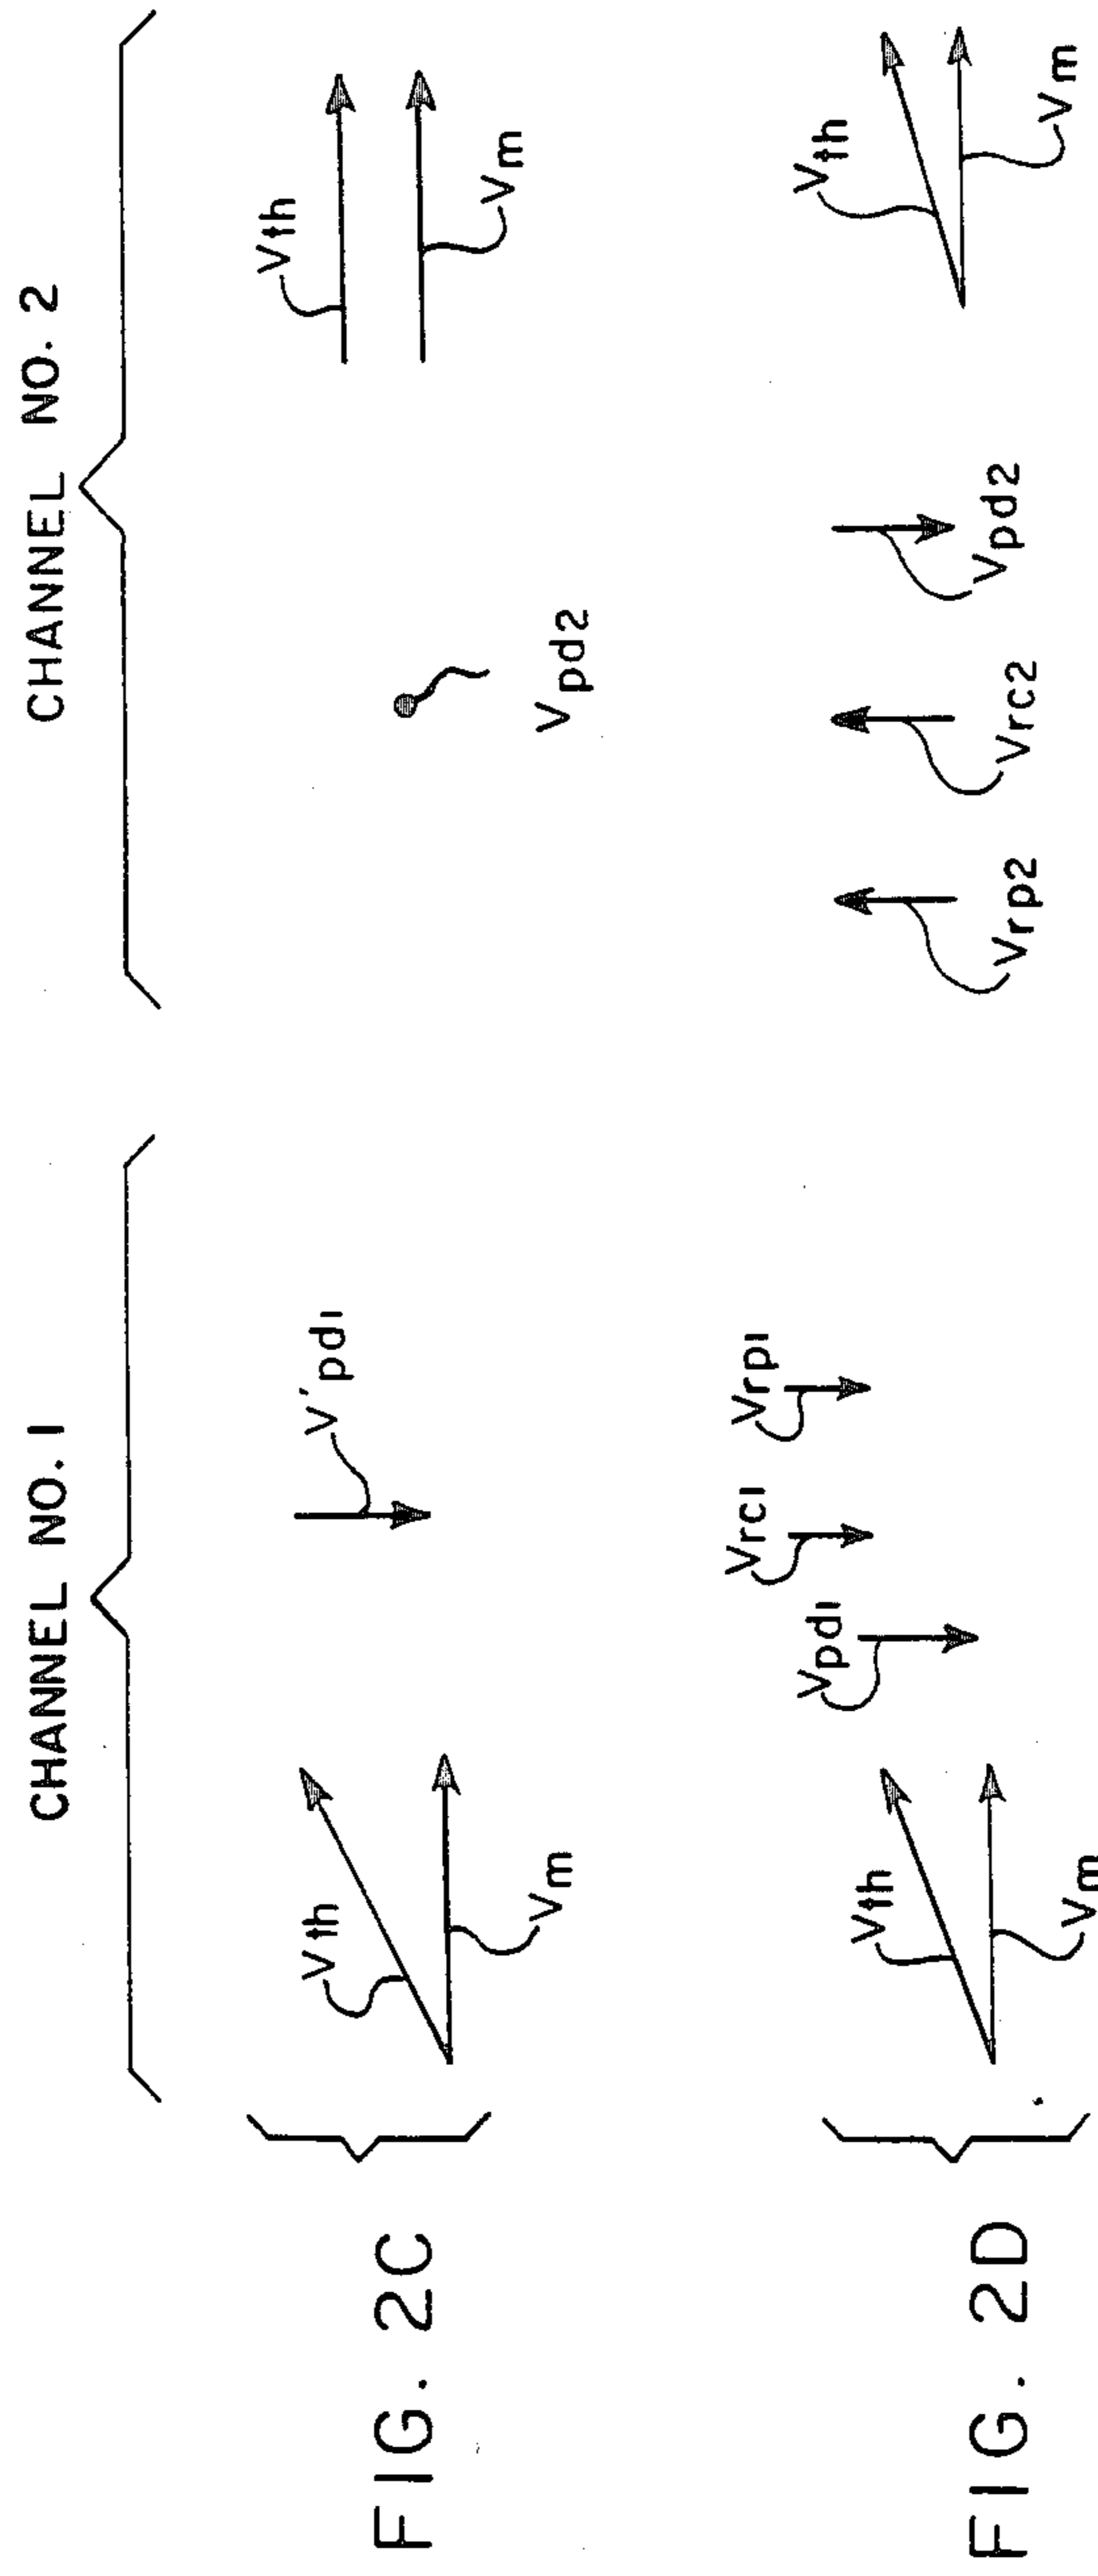 CHANNEL NO. 1
CHANNEL NO. 2
FIG. 2C
Vth
Vm
V'pd1
Vpd2
Vth
Vm
FIG. 2D
Vth
Vm
Vpd1
Vrc1
Vrp1
Vrp2
Vrc2
Vpd2
Vth
Vm